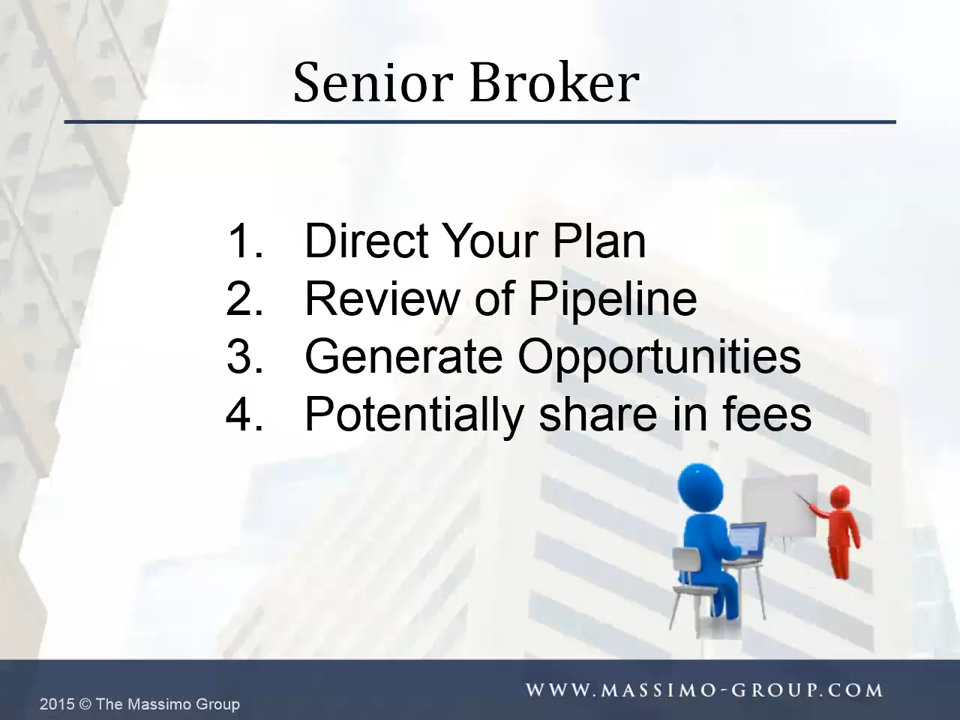 Senior Broker
1. Direct Your Plan
2. Review of Pipeline
3. Generate Opportunities
4. Potentially share in fees
2015 © The Massimo Group
WWW.MASSIMO-GROUP.COM